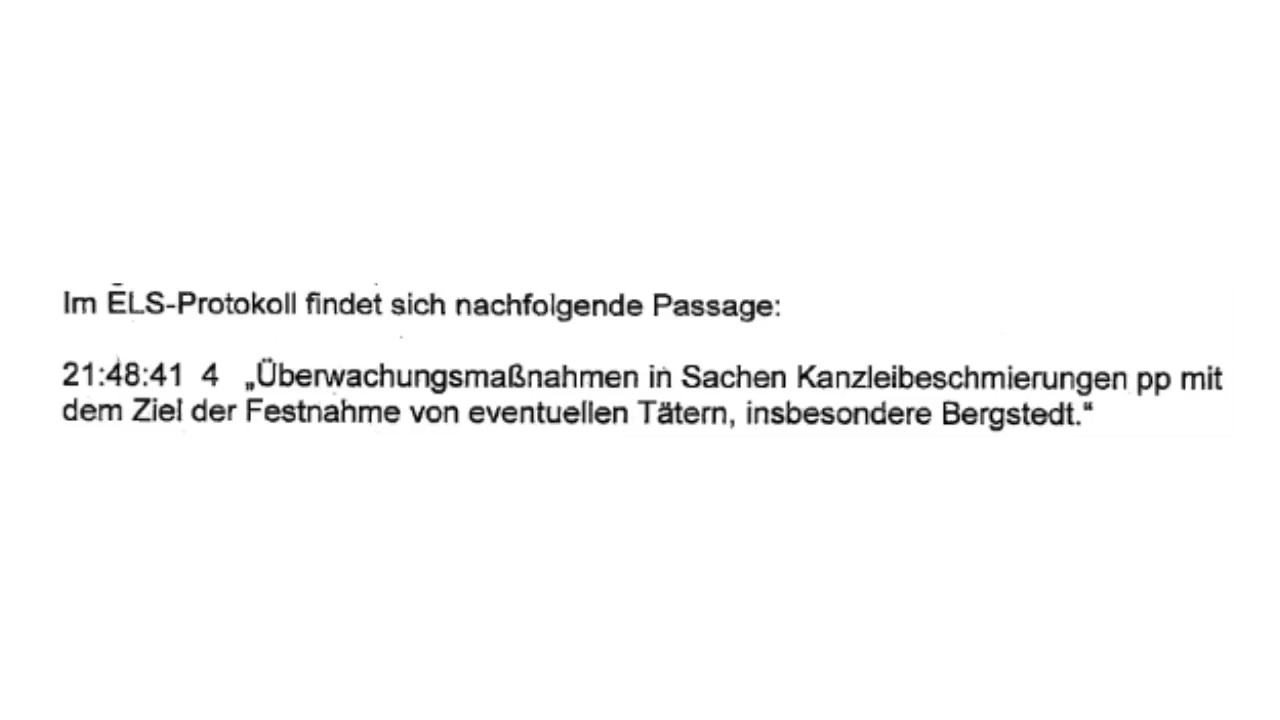 Im ELS-Protokoll findet sich nachfolgende Passage:
21:48:41 4 „Überwachungsmaßnahmen in Sachen Kanzleibeschmierungen pp mit
dem Ziel der Festnahme von eventuellen Tätern, insbesondere Bergstedt.“